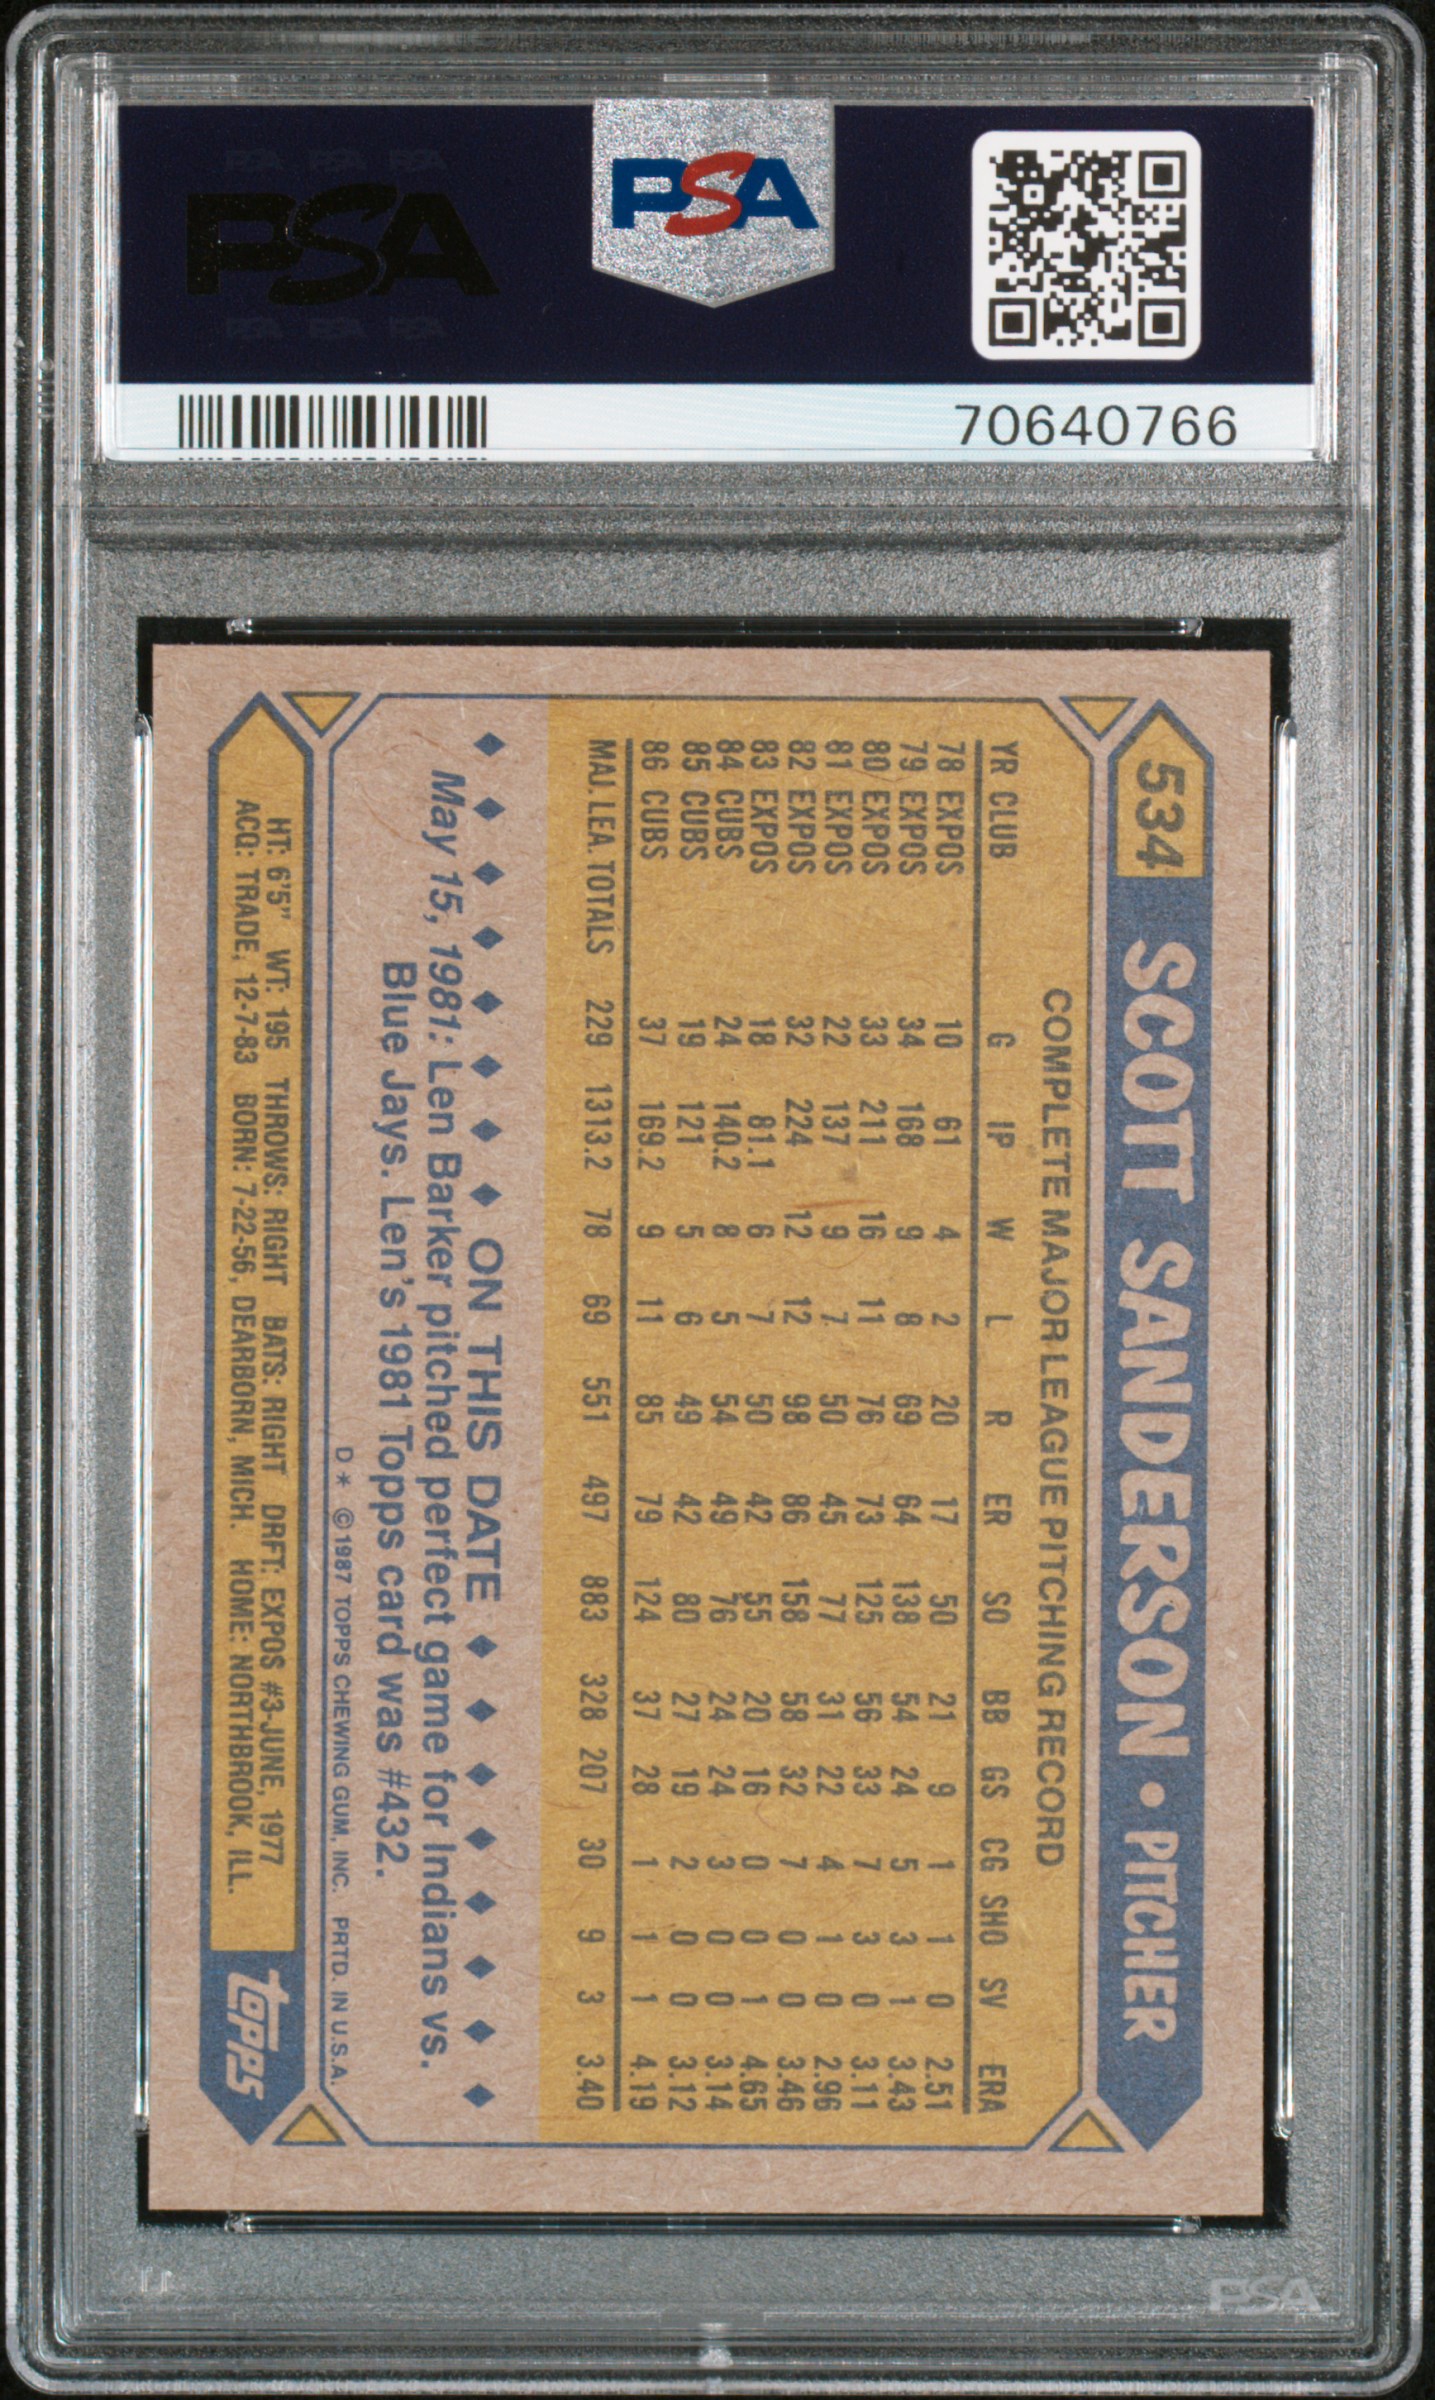 PSA PSA PSA
PSA
PSA PSA PSA
PSA
70640766
534 SCOTT SANDERSON • PITCHER
COMPLETE MAJOR LEAGUE PITCHING RECORD
YR CLUB G IP W L R ER SO BB GS CG SHO SV ERA
78 EXPOS 10 61 4 2 20 17 50 21 9 1 1 0 2.51
79 EXPOS 34 168 9 8 69 64 138 54 24 5 3 1 3.43
80 EXPOS 33 211 16 11 76 73 125 56 33 7 3 0 3.11
81 EXPOS 22 137 9 7 50 45 77 31 22 4 1 0 2.96
82 EXPOS 32 224 12 12 98 86 158 58 32 7 0 0 3.46
83 EXPOS 18 81.1 6 7 50 42 55 20 16 0 0 1 4.65
84 CUBS 24 140.2 8 5 54 49 76 24 24 3 0 0 3.14
85 CUBS 19 121 5 6 49 42 80 27 19 2 0 0 3.12
86 CUBS 37 169.2 9 11 85 79 124 37 28 1 1 1 4.19
MAJ. LEA. TOTALS 229 1313.2 78 69 551 497 883 328 207 30 9 3 3.40
ON THIS DATE
May 15, 1981: Len Barker pitched perfect game for Indians vs.
Blue Jays. Len's 1981 Topps card was #432.
D* ©1987 TOPPS CHEWING GUM, INC. PRTD. IN U.S.A.
HT: 6'5" WT: 195 THROWS: RIGHT BATS: RIGHT DRFT: EXPOS #3-JUNE, 1977
ACQ: TRADE, 12-7-83 BORN: 7-22-56, DEARBORN, MICH. HOME: NORTHBROOK, ILL.
topps
PSA